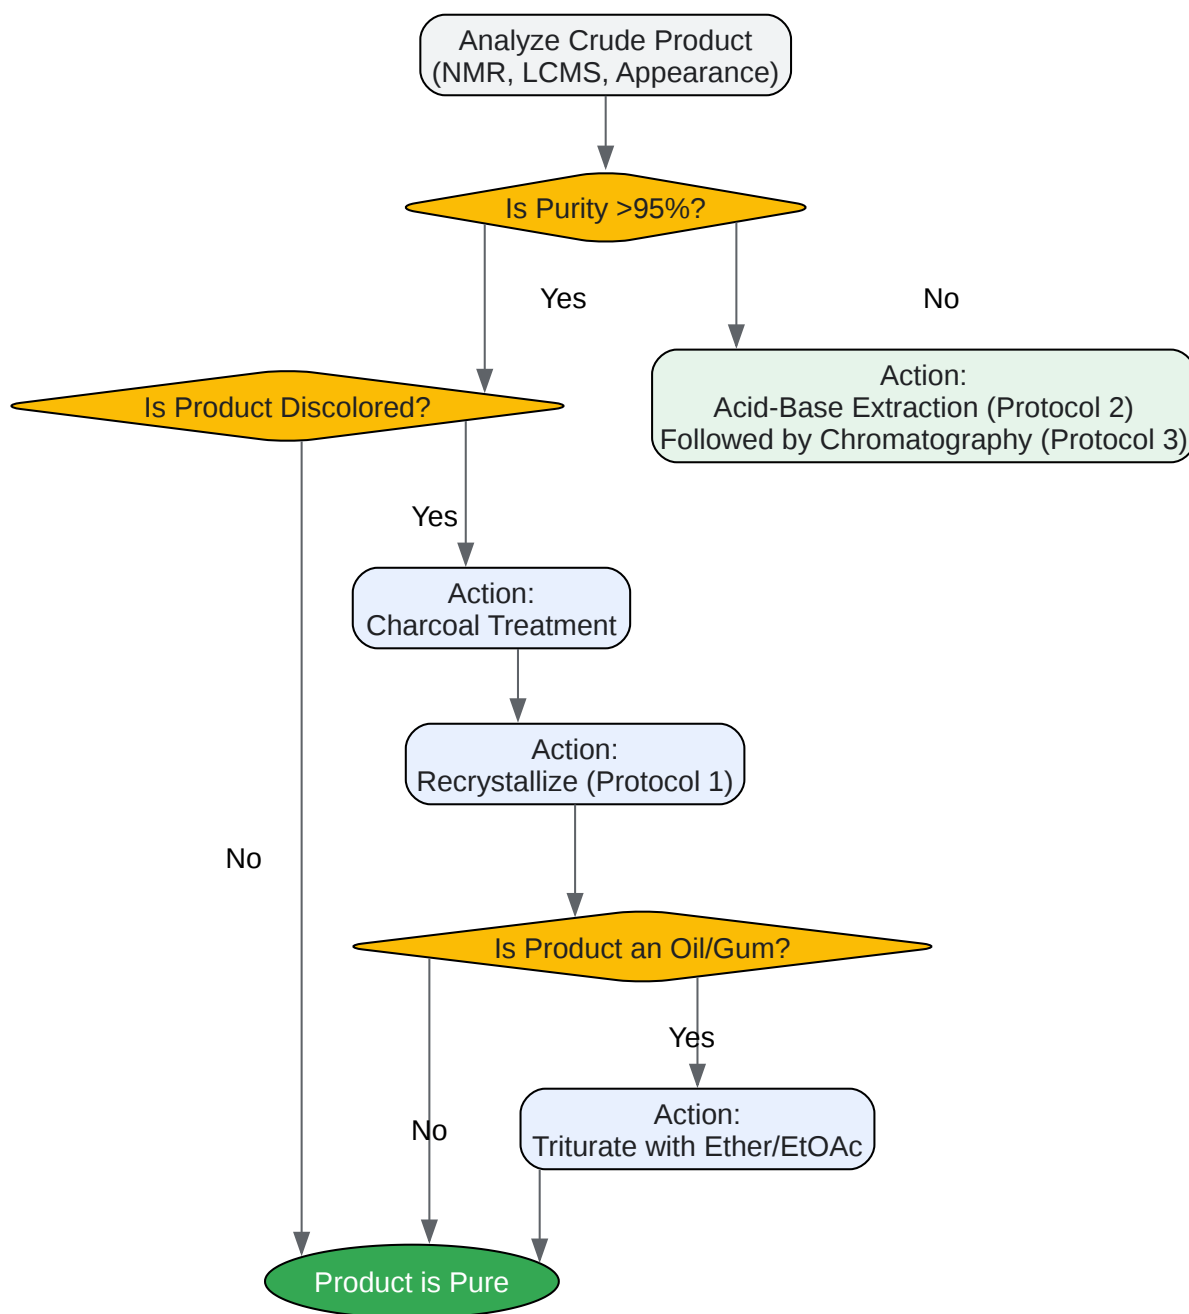 Analyze Crude Product
(NMR, LCMS, Appearance)
Is Purity >95%?
Yes
No
Is Product Discolored?
Action:
Acid-Base Extraction (Protocol 2)
Followed by Chromatography (Protocol 3)
Yes
Action:
Charcoal Treatment
Action:
Recrystallize (Protocol 1)
No
Is Product an Oil/Gum?
Yes
No
Action:
Triturate with Ether/EtOAc
Product is Pure